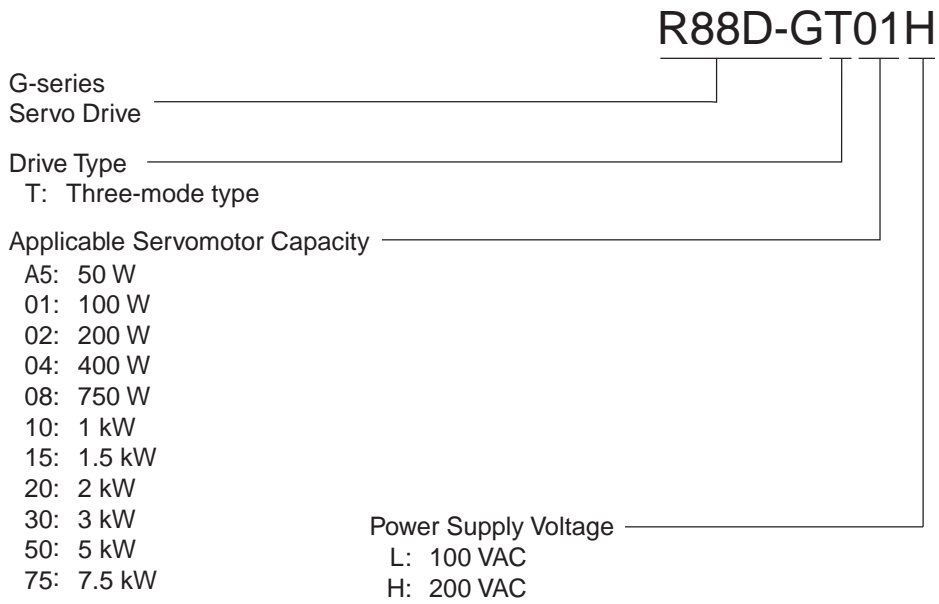 R88D-GT01H
G-series
Servo Drive
Drive Type
T: Three-mode type
Applicable Servomotor Capacity
A5: 50 W
01: 100 W
02: 200 W
04: 400 W
08: 750 W
10: 1 kW
15: 1.5 kW
20: 2 kW
30: 3 kW
50: 5 kW
75: 7.5 kW
Power Supply Voltage
L: 100 VAC
H: 200 VAC